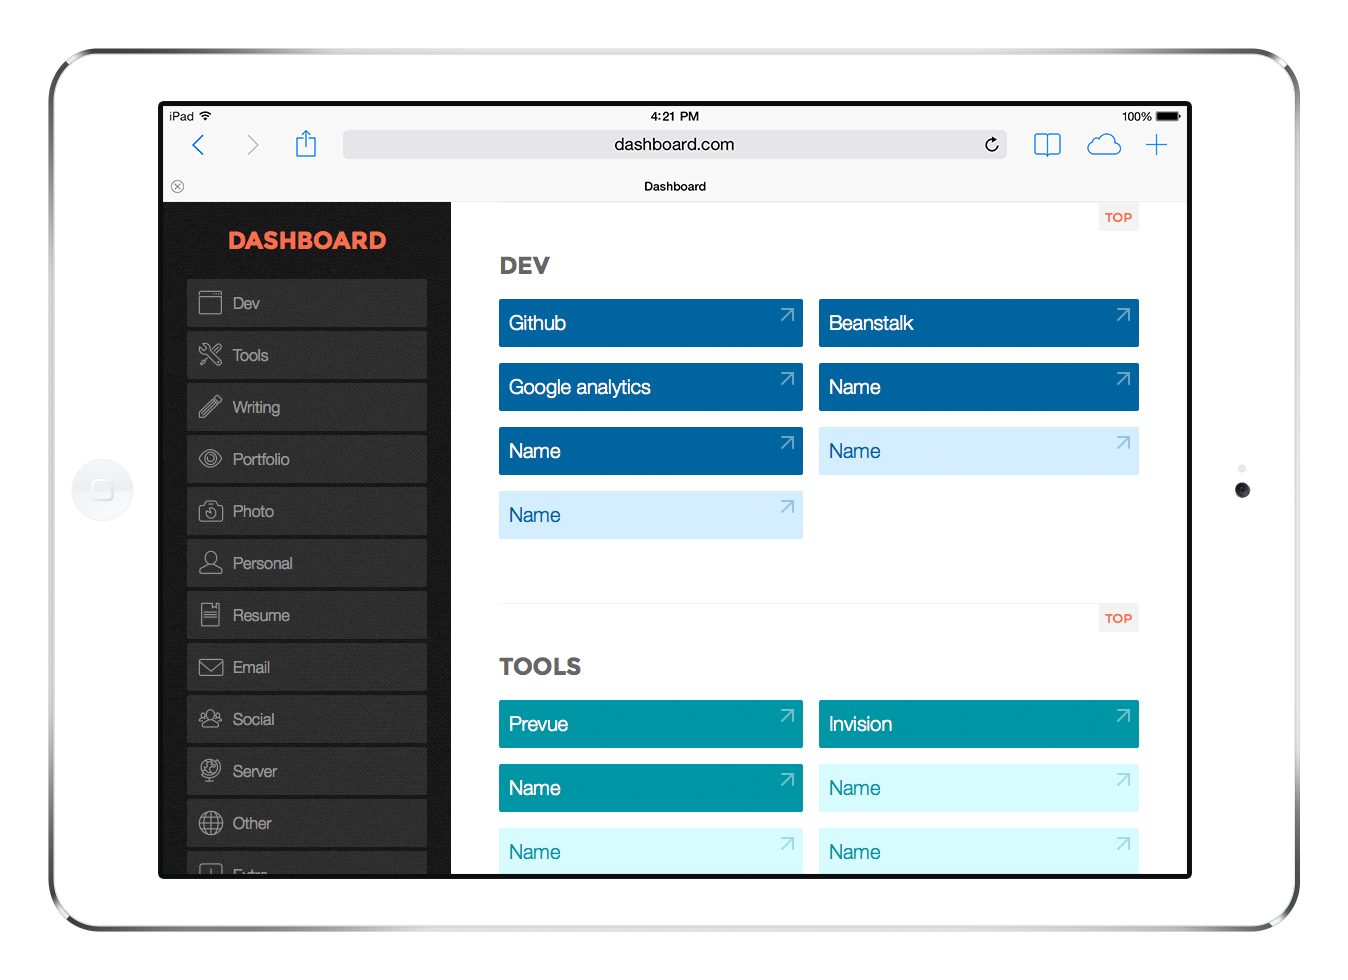 iPad 4:21 PM 100%
dashboard.com
Dashboard
DASHBOARD
Dev
Tools
Writing
Portfolio
Photo
Personal
Resume
Email
Social
Server
Other
Extra
TOP
DEV
Github Beanstalk
Google analytics Name
Name Name
Name
TOP
TOOLS
Prevue Invision
Name Name
Name Name